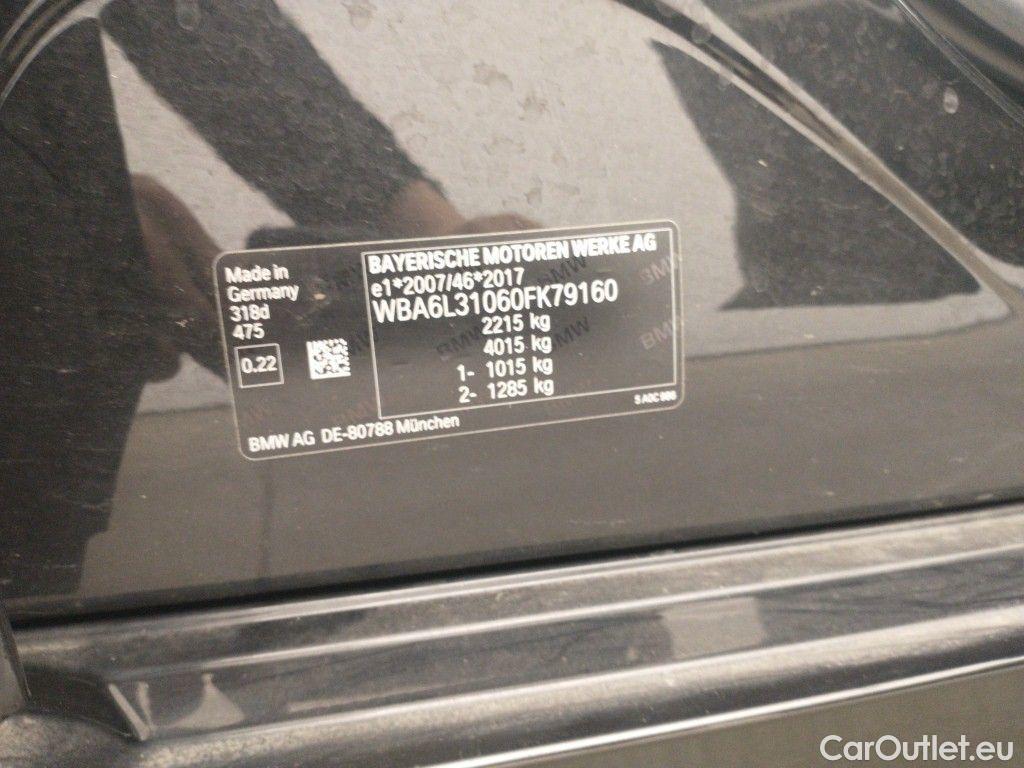 Made in
Germany
318d
475
0.22
BAYERISCHE MOTOREN WERKE AG
e1*2007/46*2017
WBA6L31060FK79160
2215 kg
4015 kg
1- 1015 kg
2- 1285 kg
BMW AG DE-80788 München
CarOutlet.eu